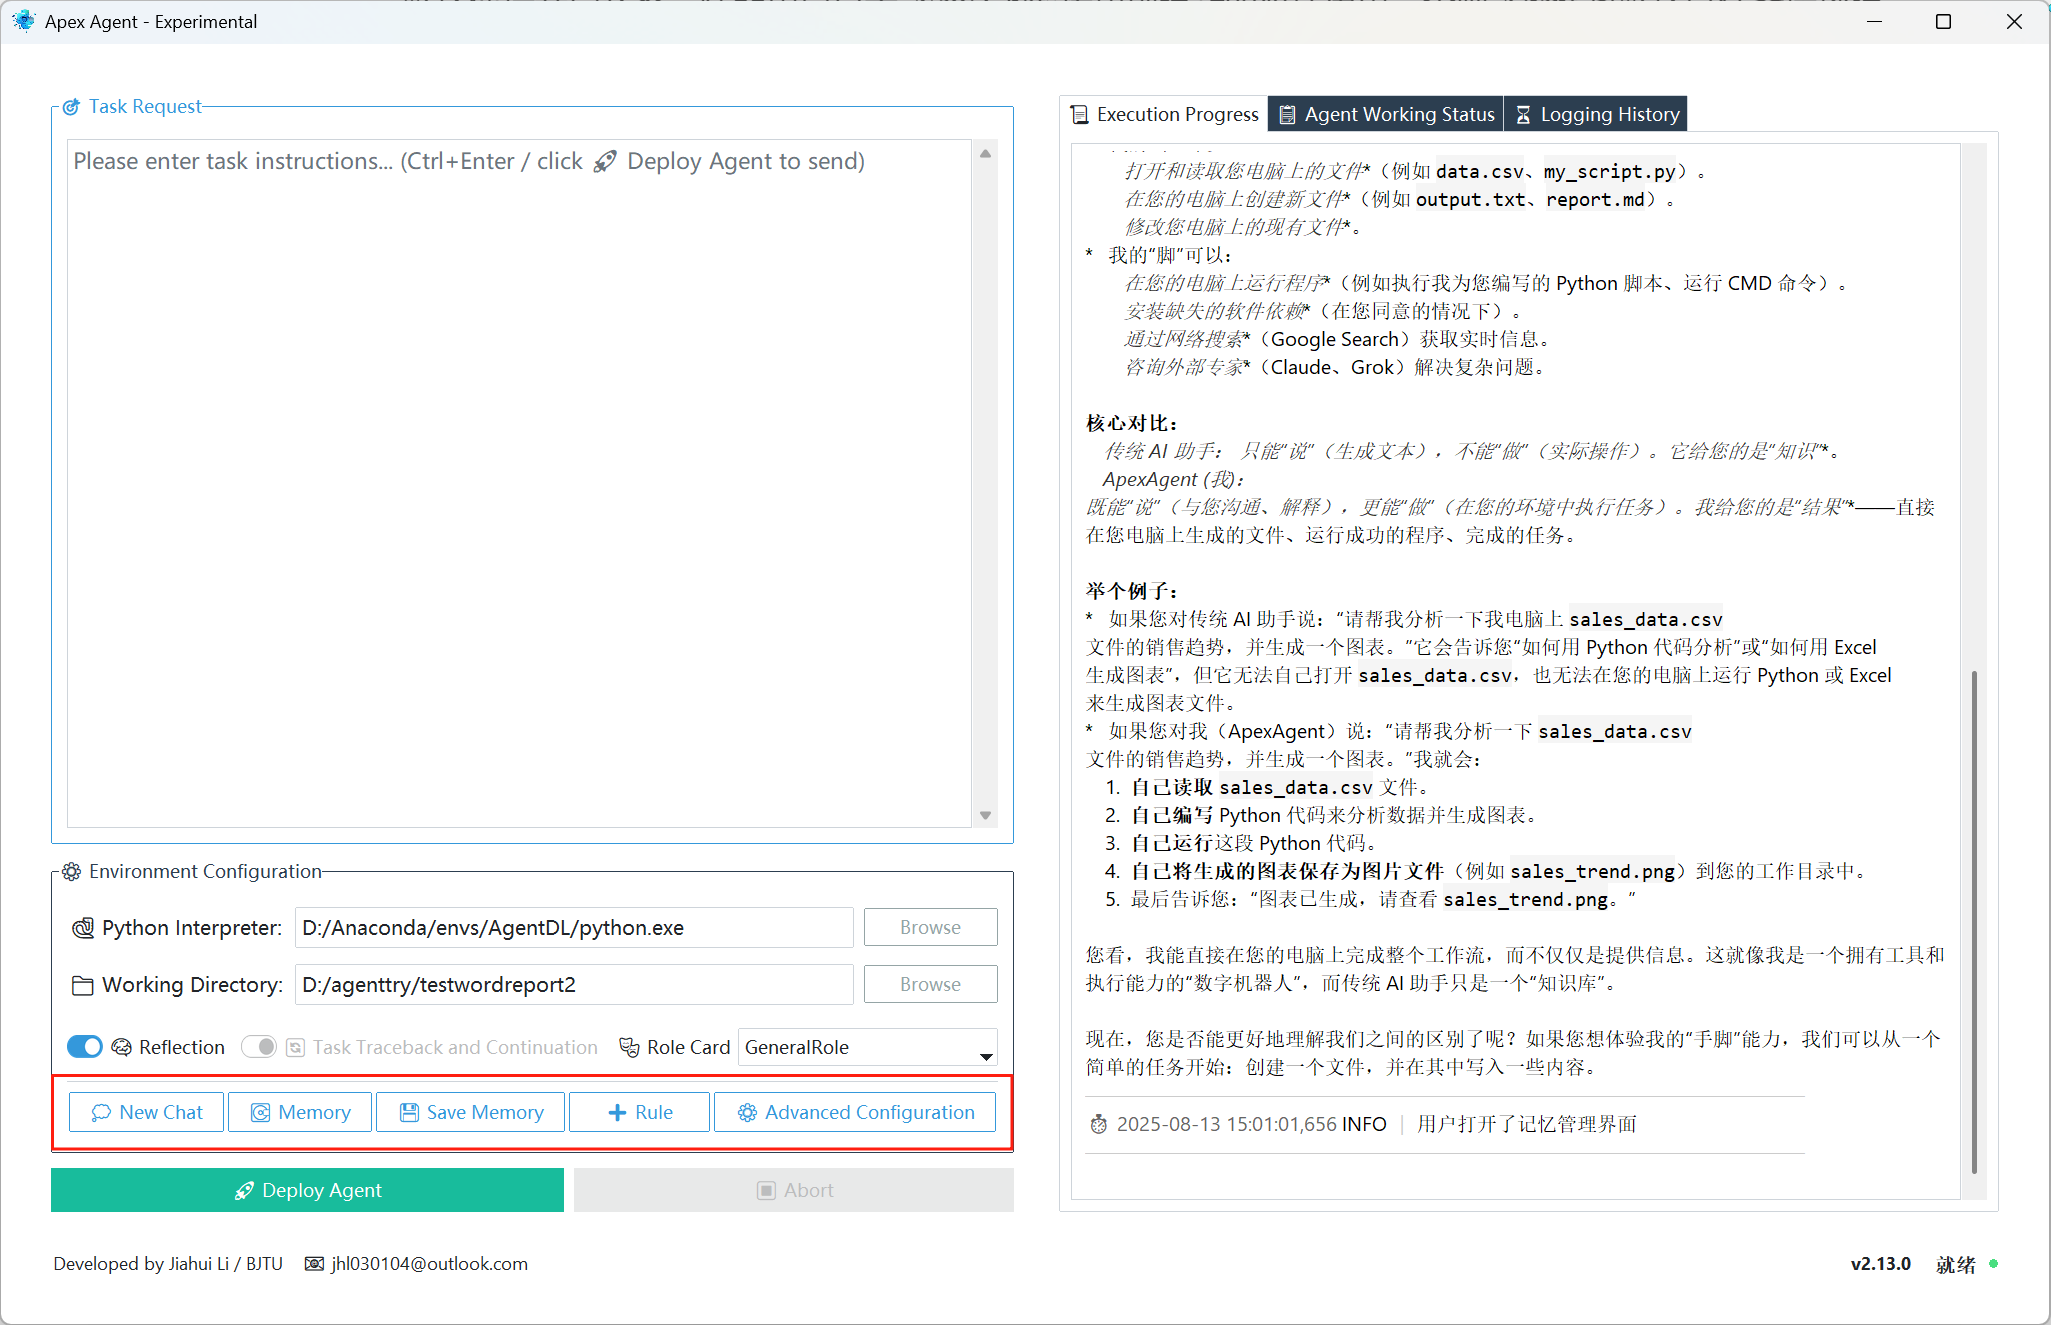 Apex Agent - Experimental
Task Request
Please enter task instructions... (Ctrl+Enter / click 🚀 Deploy Agent to send)
Environment Configuration
Python Interpreter: D:/Anaconda/envs/AgentDL/python.exe Browse
Working Directory: D:/agenttry/testwordreport2 Browse
Reflection Task Traceback and Continuation Role Card GeneralRole
New Chat Memory Save Memory Rule Advanced Configuration
Deploy Agent Abort
Execution Progress Agent Working Status Logging History
打开和读取您电脑上的文件*（例如 data.csv、my_script.py）。
在您的电脑上创建新文件*（例如 output.txt、report.md）。
修改您电脑上的现有文件*。
* 我的“脚”可以：
在您的电脑上运行程序*（例如执行我为您编写的 Python 脚本、运行 CMD 命令）。
安装缺失的软件依赖*（在您同意的情况下）。
通过网络搜索*（Google Search）获取实时信息。
咨询外部专家*（Claude、Grok）解决复杂问题。
核心对比：
传统 AI 助手： 只能“说”（生成文本），不能“做”（实际操作）。它给您的是“知识”*。
ApexAgent (我)：
既能“说”（与您沟通、解释），更能“做”（在您的环境中执行任务）。我给您的是“结果”*——直接
在您电脑上生成的文件、运行成功的程序、完成的任务。
举个例子：
* 如果您对传统 AI 助手说：“请帮我分析一下我电脑上 sales_data.csv
文件的销售趋势，并生成一个图表。”它会告诉您“如何用 Python 代码分析”或“如何用 Excel
生成图表”，但它无法自己打开 sales_data.csv，也无法在您的电脑上运行 Python 或 Excel
来生成图表文件。
* 如果您对我（ApexAgent）说：“请帮我分析一下 sales_data.csv
文件的销售趋势，并生成一个图表。”我就会：
1. 自己读取 sales_data.csv 文件。
2. 自己编写 Python 代码来分析数据并生成图表。
3. 自己运行这段 Python 代码。
4. 自己将生成的图表保存为图片文件（例如 sales_trend.png）到您的工作目录中。
5. 最后告诉您：“图表已生成，请查看 sales_trend.png。”
您看，我能直接在您的电脑上完成整个工作流，而不仅仅是提供信息。这就像我是一个拥有工具和
执行能力的“数字机器人”，而传统 AI 助手只是一个“知识库”。
现在，您是否能更好地理解我们之间的区别了呢？如果您想体验我的“手脚”能力，我们可以从一个
简单的任务开始：创建一个文件，并在其中写入一些内容。
2025-08-13 15:01:01,656 INFO | 用户打开了记忆管理界面
Developed by Jiahui Li / BJTU jhl030104@outlook.com
v2.13.0 就绪